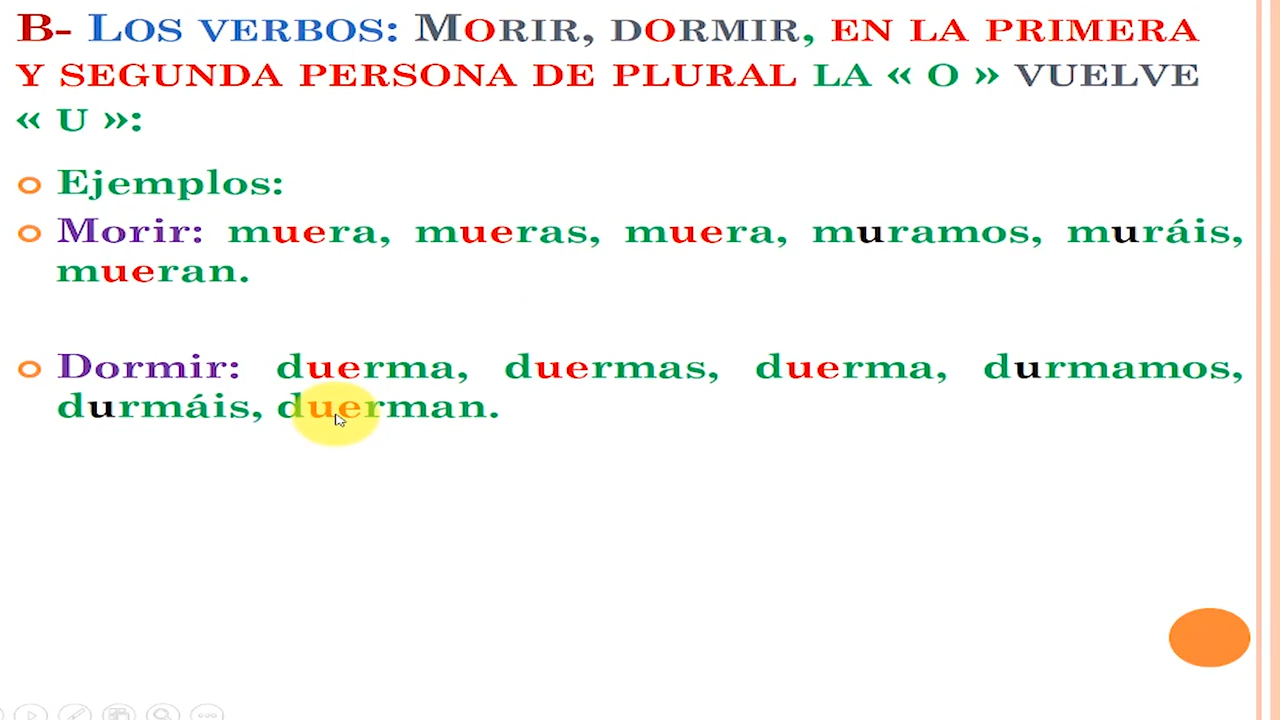 B- LOS VERBOS: MORIR, DORMIR, EN LA PRIMERA
Y SEGUNDA PERSONA DE PLURAL LA « O » VUELVE
« U »:
Ejemplos:
Morir: muera, mueras, muera, muramos, muráis,
mueran.
Dormir: duerma, duermas, duerma, durmamos,
durmáis, duerman.